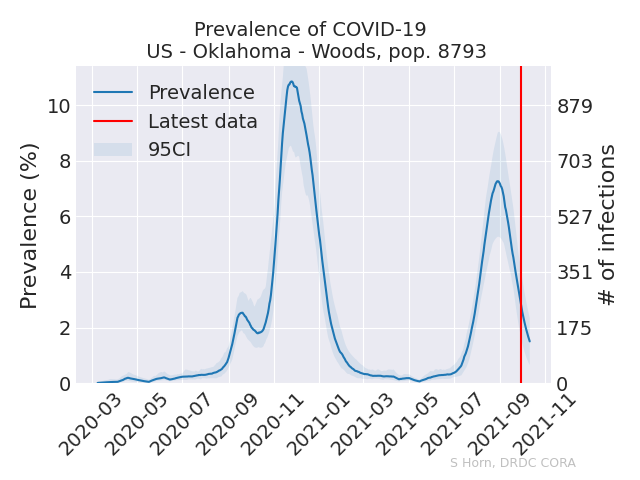 Prevalence of COVID-19
US - Oklahoma - Woods, pop. 8793
Prevalence
Latest data
95CI
Prevalence (%)
10
8
6
4
2
0
879
703
527
351
175
0
# of infections
2020-03
2020-05
2020-07
2020-09
2020-11
2021-01
2021-03
2021-05
2021-07
2021-09
2021-11
S Horn, DRDC CORA